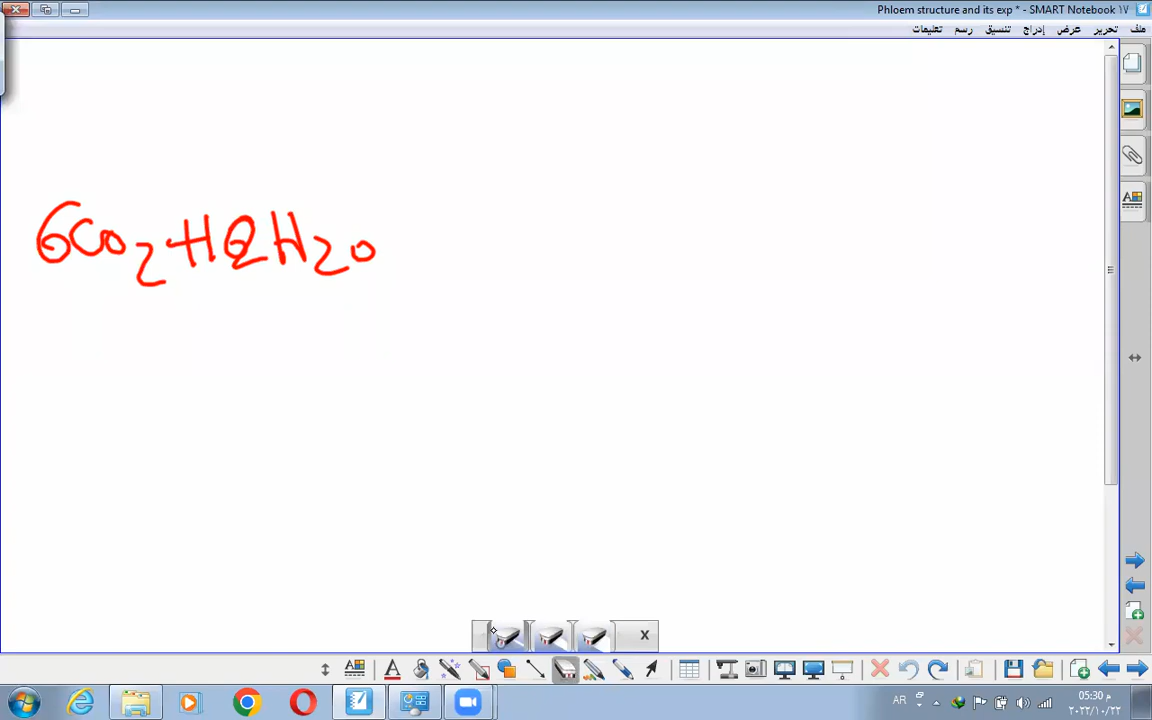 Phloem structure and its exp * - SMART Notebook ١٧
ملف تحرير عرض إدراج تنسيق رسم تعليمات
6Co2+H2H2O
x
AR
05:30 م
٢٠٢٢/١٠/٢٢